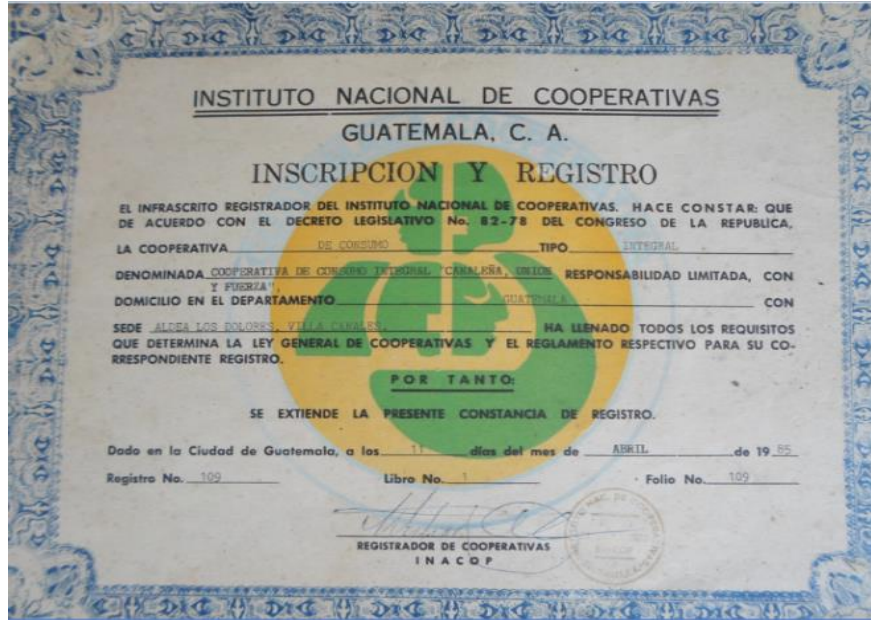 INSTITUTO NACIONAL DE COOPERATIVAS
GUATEMALA, C. A.
INSCRIPCION Y REGISTRO
EL INFRASCRITO REGISTRADOR DEL INSTITUTO NACIONAL DE COOPERATIVAS. HACE CONSTAR: QUE
DE ACUERDO CON EL DECRETO LEGISLATIVO No. 82-78 DEL CONGRESO DE LA REPUBLICA,
LA COOPERATIVA DE CONSUMO TIPO INTEGRAL
DENOMINADA COOPERATIVA DE CONSUMO INTEGRAL "CANALEÑA, UNION RESPONSABILIDAD LIMITADA, CON
Y FUERZA",
DOMICILIO EN EL DEPARTAMENTO GUATEMALA CON
SEDE ALDEA LOS DOLORES, VILLA CANALES. HA LLENADO TODOS LOS REQUISITOS
QUE DETERMINA LA LEY GENERAL DE COOPERATIVAS Y EL REGLAMENTO RESPECTIVO PARA SU CO-
RRESPONDIENTE REGISTRO.
POR TANTO:
SE EXTIENDE LA PRESENTE CONSTANCIA DE REGISTRO.
Dado en la Ciudad de Guatemala, a los 11 días del mes de ABRIL de 19 85
Registro No. 109 Libro No. 1 Folio No. 109
REGISTRADOR DE COOPERATIVAS
INACOP